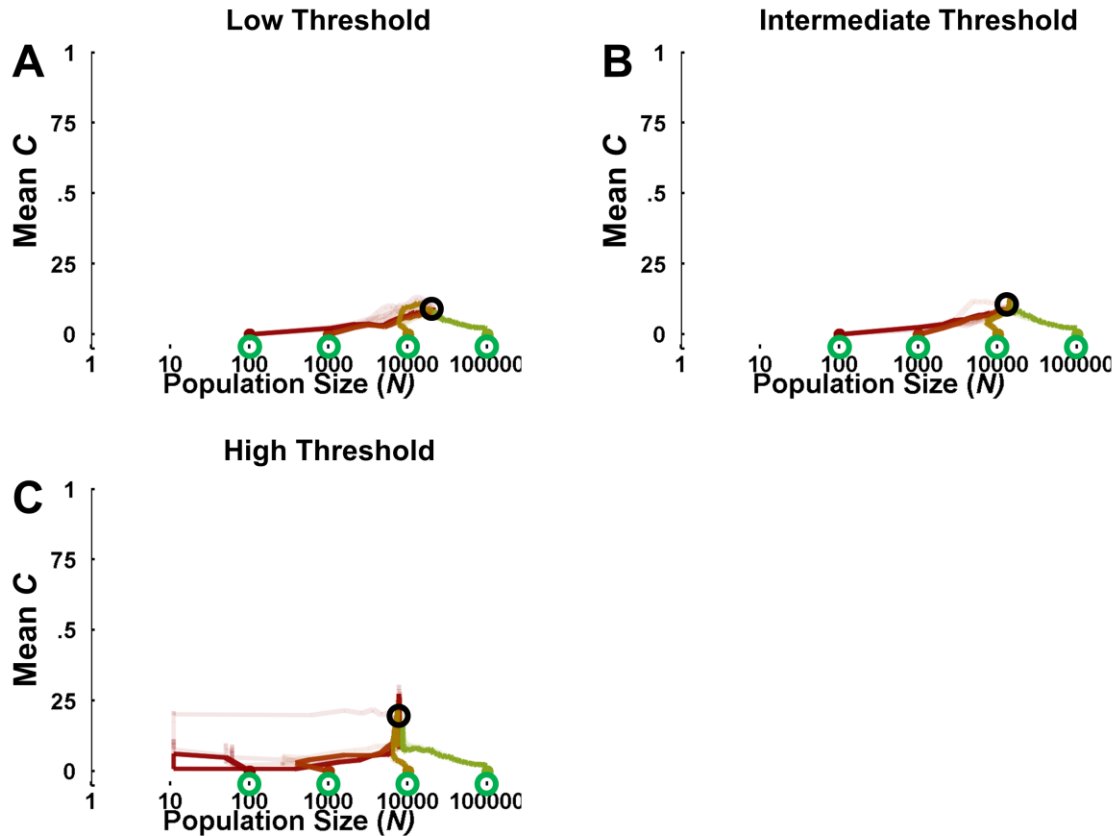 Low Threshold
A
Mean C
1
75
.5
25
0
1 10 100 1000 10000 100000
Population Size (N)
Intermediate Threshold
B
Mean C
1
75
.5
25
0
1 10 100 1000 10000 100000
Population Size (N)
High Threshold
C
Mean C
1
75
.5
25
0
1 10 100 1000 10000 100000
Population Size (N)